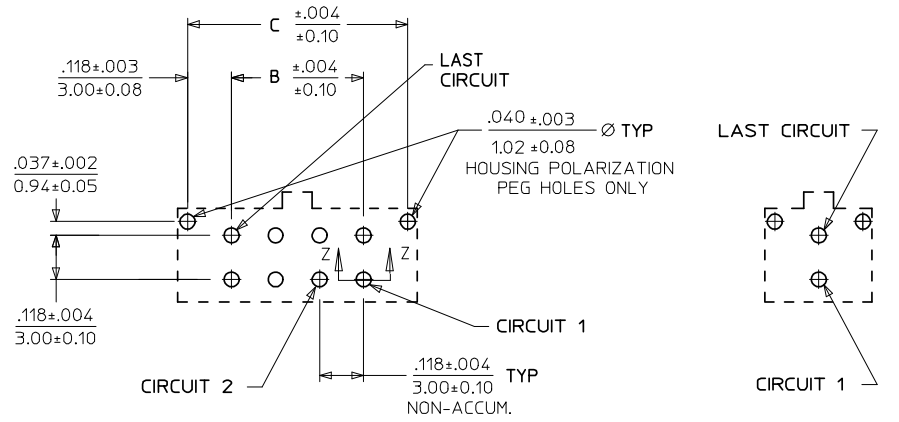 C ±.004
±0.10
.118±.003
3.00±0.08
B ±.004
±0.10
LAST
CIRCUIT
.040 ±.003 Ø TYP
1.02 ±0.08
HOUSING POLARIZATION
PEG HOLES ONLY
LAST CIRCUIT
.037±.002
0.94±0.05
Z Z
.118±.004
3.00±0.10
CIRCUIT 1
CIRCUIT 2
.118±.004 TYP
3.00±0.10
NON-ACCUM.
CIRCUIT 1